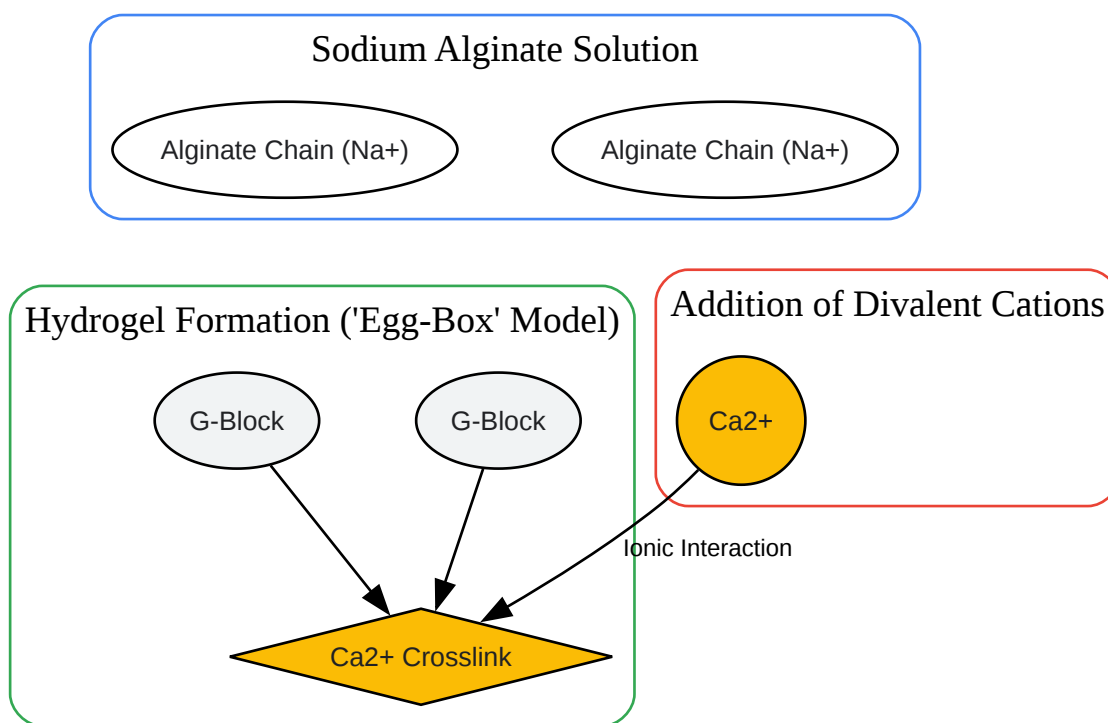 Sodium Alginate Solution
Alginate Chain (Na+)
Alginate Chain (Na+)
Hydrogel Formation ('Egg-Box' Model)
G-Block
G-Block
Addition of Divalent Cations
Ca2+
Ionic Interaction
Ca2+ Crosslink